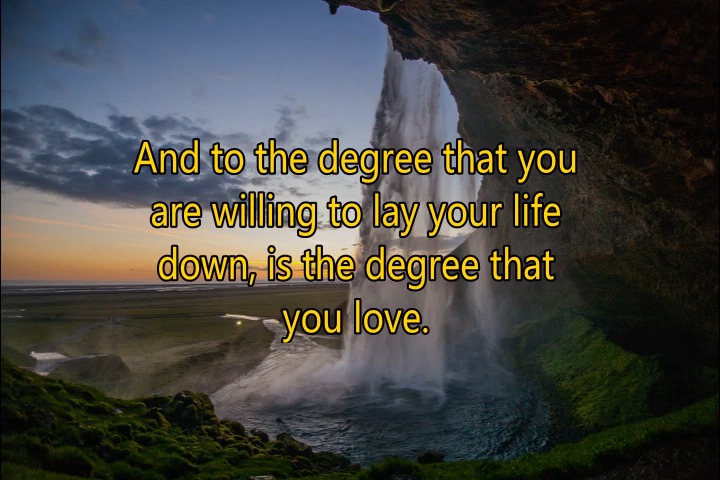 And to the degree that you
are willing to lay your life
down, is the degree that
you love.